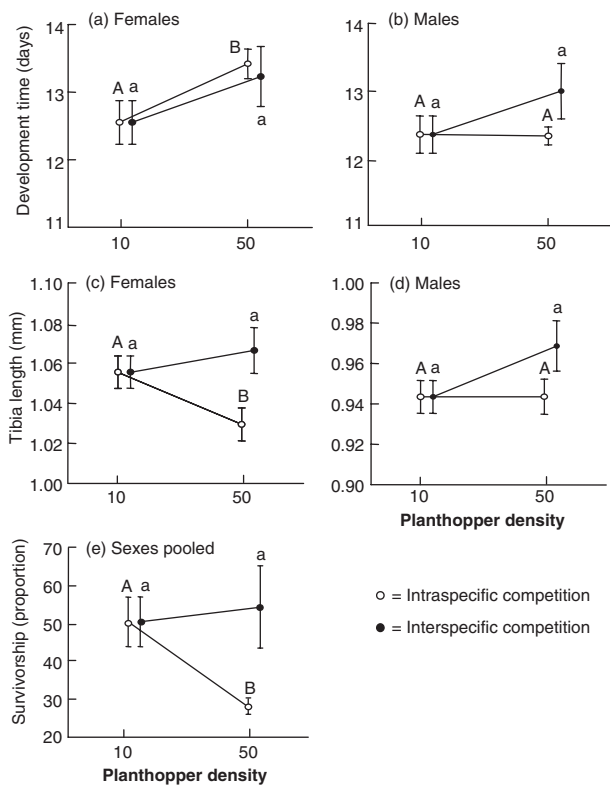 (a) Females
Development time (days)
14
13
12
11
A
a
B
a
10
50
(b) Males
14
13
12
11
A
a
a
A
10
50
(c) Females
Tibia length (mm)
1.10
1.08
1.06
1.04
1.02
1.00
A
a
a
B
10
50
(d) Males
1.00
0.98
0.96
0.94
0.92
0.90
A
a
a
A
10
50
Planthopper density
(e) Sexes pooled
Survivorship (proportion)
70
60
50
40
30
20
A
a
a
B
10
50
Planthopper density
= Intraspecific competition
= Interspecific competition